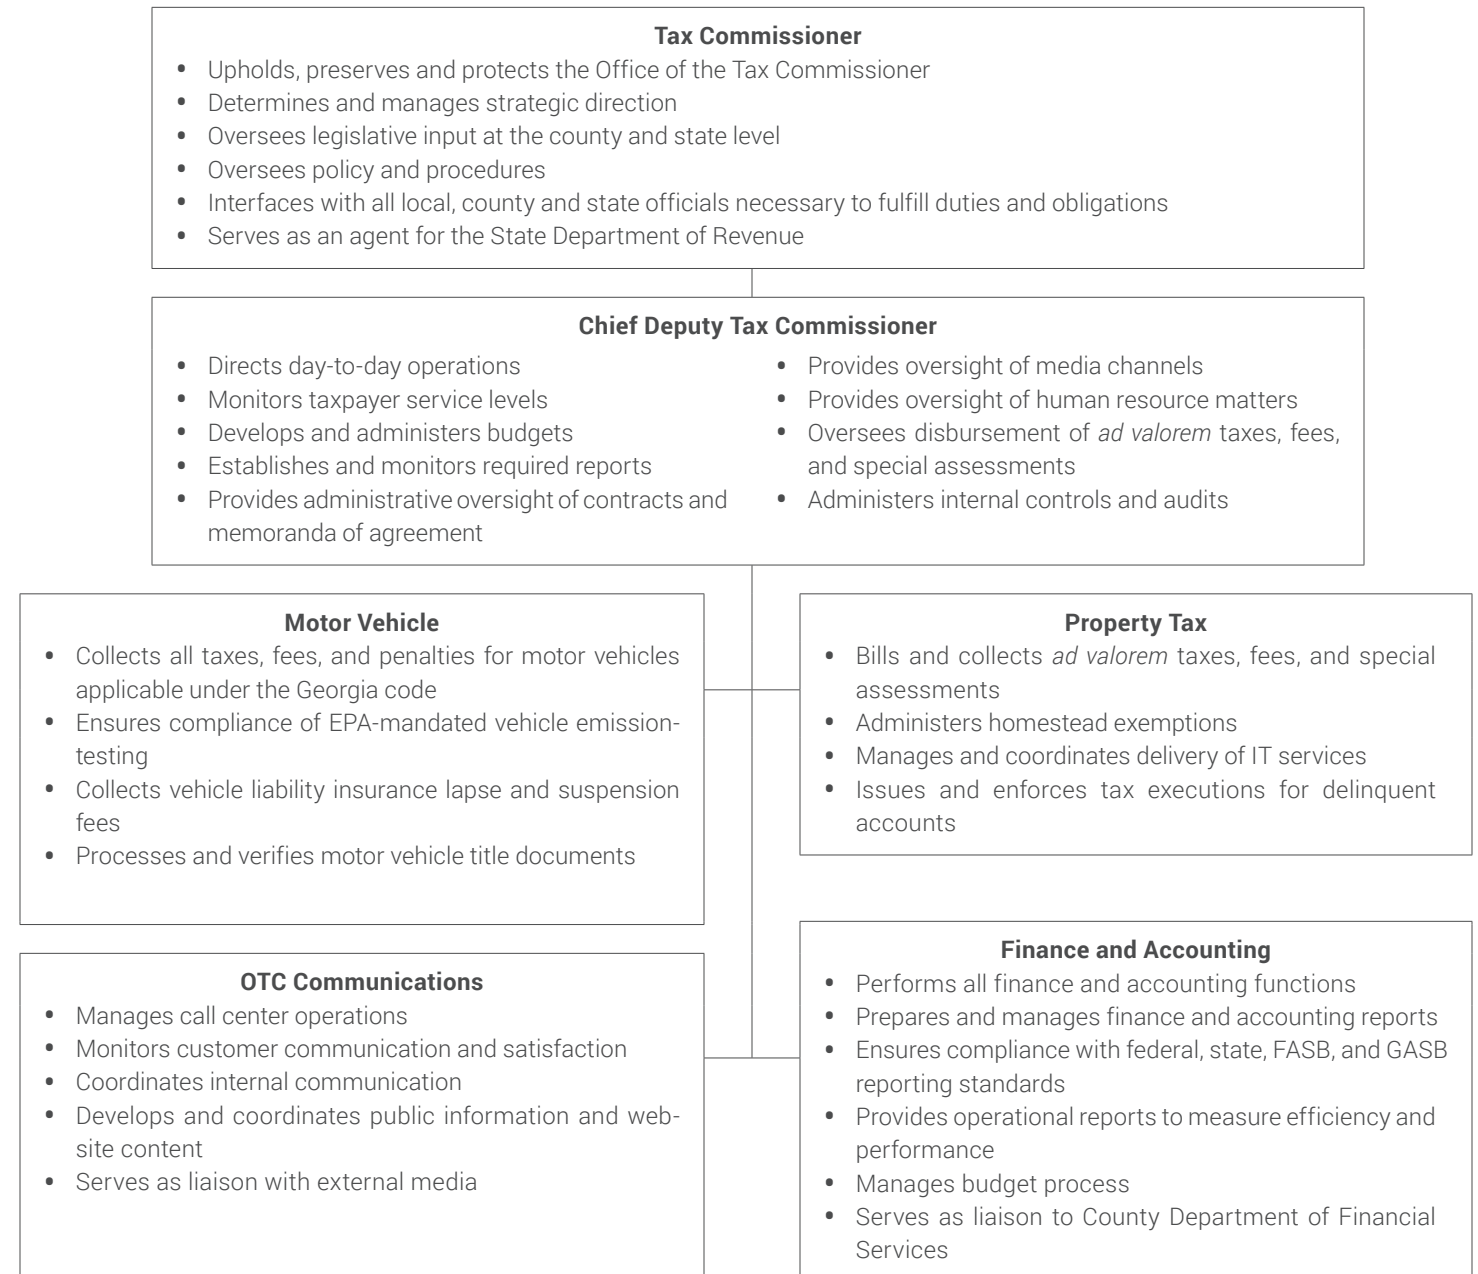 Tax Commissioner
• Upholds, preserves and protects the Office of the Tax Commissioner
• Determines and manages strategic direction
• Oversees legislative input at the county and state level
• Oversees policy and procedures
• Interfaces with all local, county and state officials necessary to fulfill duties and obligations
• Serves as an agent for the State Department of Revenue
Chief Deputy Tax Commissioner
• Directs day-to-day operations
• Monitors taxpayer service levels
• Develops and administers budgets
• Establishes and monitors required reports
• Provides administrative oversight of contracts and
memoranda of agreement
• Provides oversight of media channels
• Provides oversight of human resource matters
• Oversees disbursement of ad valorem taxes, fees,
and special assessments
• Administers internal controls and audits
Motor Vehicle
• Collects all taxes, fees, and penalties for motor vehicles
applicable under the Georgia code
• Ensures compliance of EPA-mandated vehicle emission-
testing
• Collects vehicle liability insurance lapse and suspension
fees
• Processes and verifies motor vehicle title documents
Property Tax
• Bills and collects ad valorem taxes, fees, and special
assessments
• Administers homestead exemptions
• Manages and coordinates delivery of IT services
• Issues and enforces tax executions for delinquent
accounts
OTC Communications
• Manages call center operations
• Monitors customer communication and satisfaction
• Coordinates internal communication
• Develops and coordinates public information and web-
site content
• Serves as liaison with external media
Finance and Accounting
• Performs all finance and accounting functions
• Prepares and manages finance and accounting reports
• Ensures compliance with federal, state, FASB, and GASB
reporting standards
• Provides operational reports to measure efficiency and
performance
• Manages budget process
• Serves as liaison to County Department of Financial
Services